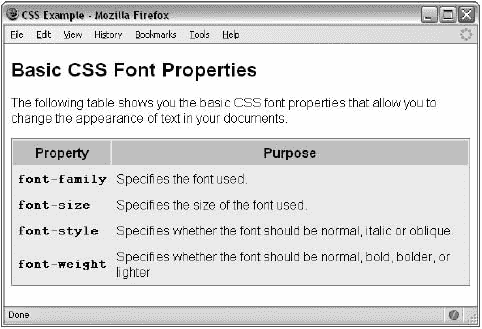 CSS Example - Mozilla Firefox
File Edit View History Bookmarks Tools Help
Basic CSS Font Properties
The following table shows you the basic CSS font properties that allow you to
change the appearance of text in your documents.
Property Purpose
font-family Specifies the font used.
font-size Specifies the size of the font used.
font-style Specifies whether the font should be normal, italic or oblique
font-weight Specifies whether the font should be normal, bold, bolder, or
lighter
Done